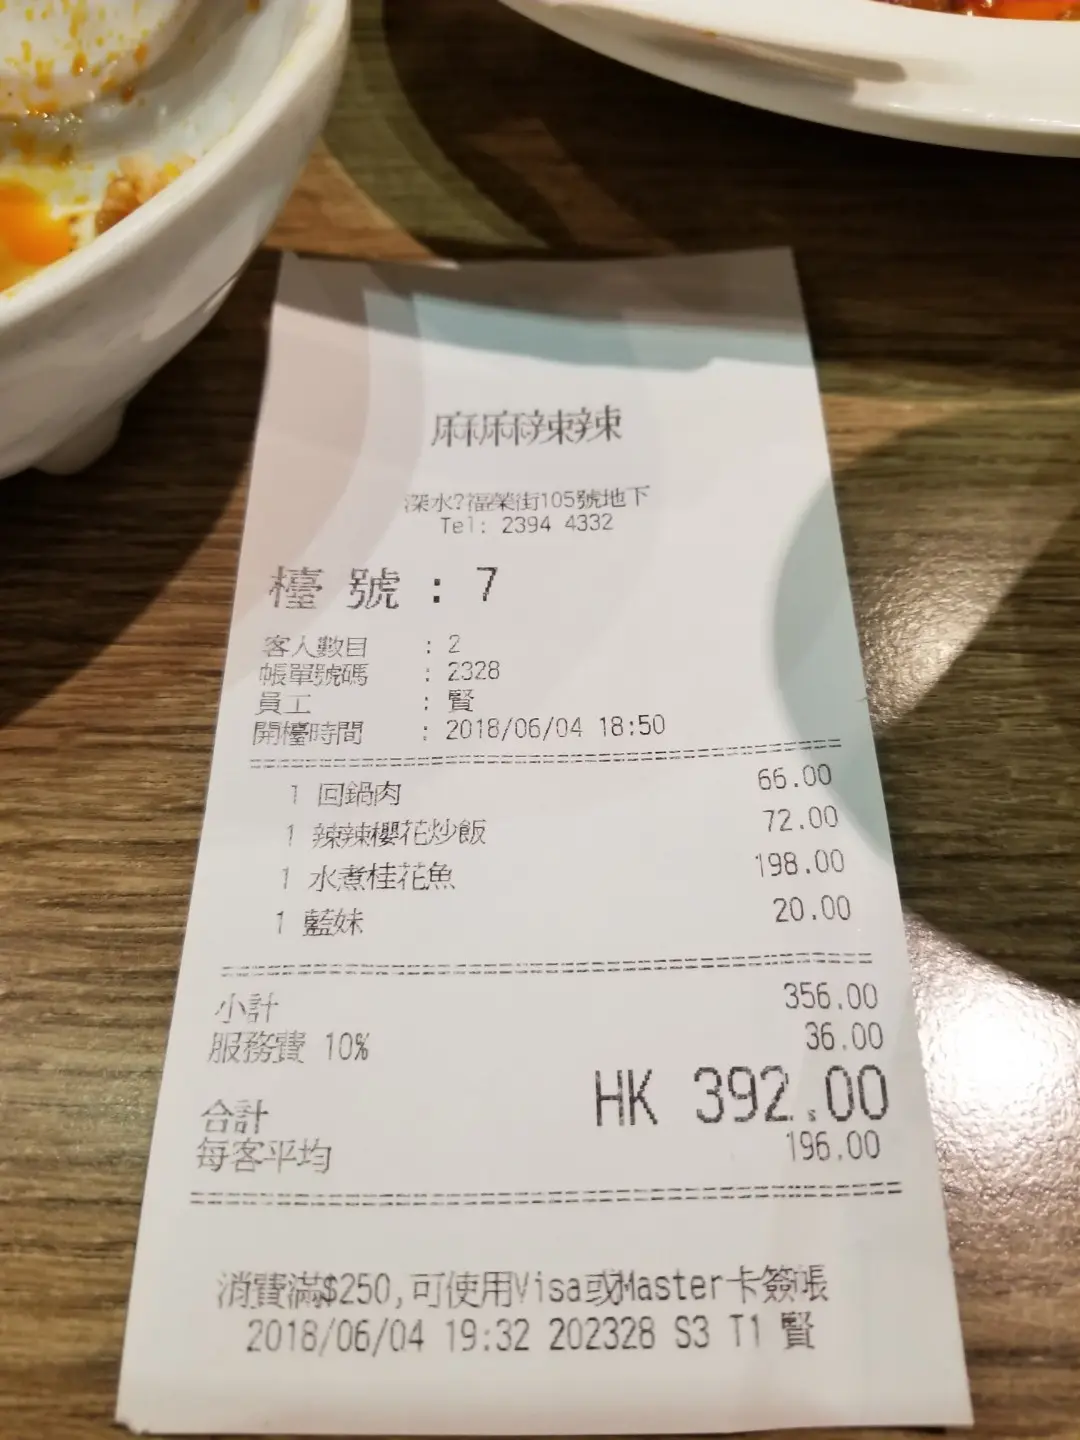 麻麻辣辣
深水?福榮街105號地下
Tel: 2394 4332
檯 號 : 7
客人數目 : 2
帳單號碼 : 2328
員工 : 賢
開檯時間 : 2018/06/04 18:50
1 回鍋肉 66.00
1 辣辣櫻花炒飯 72.00
1 水煮桂花魚 198.00
1 藍妹 20.00
小計 356.00
服務費 10% 36.00
合計 HK 392.00
每客平均 196.00
消費滿$250,可使用Visa或Master卡簽帳
2018/06/04 19:32 202328 S3 T1 賢